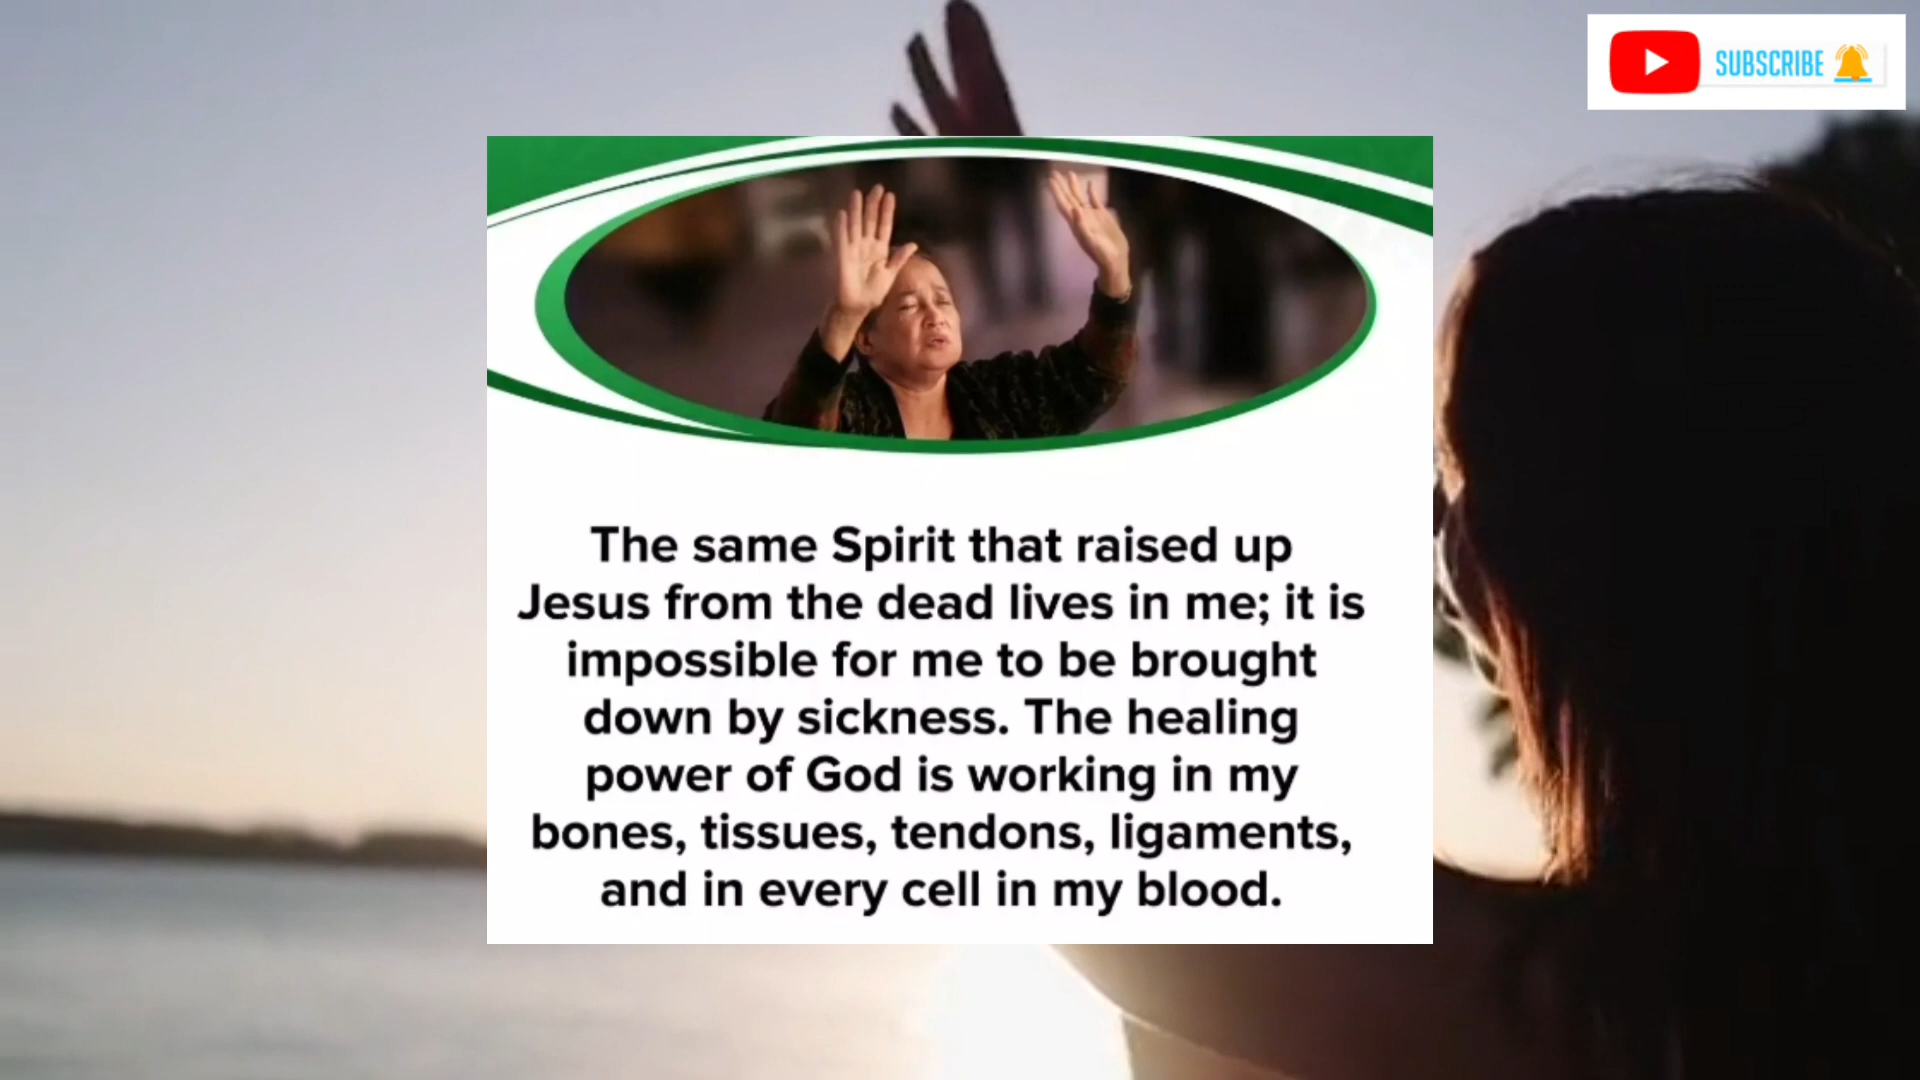 SUBSCRIBE
The same Spirit that raised up
Jesus from the dead lives in me; it is
impossible for me to be brought
down by sickness. The healing
power of God is working in my
bones, tissues, tendons, ligaments,
and in every cell in my blood.